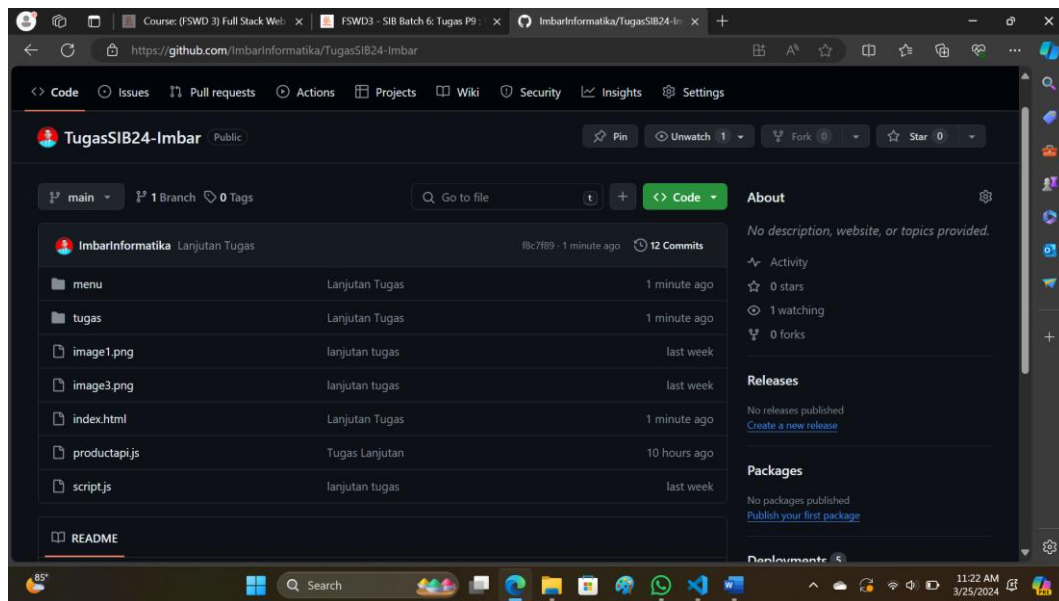 Course: (FSWD 3) Full Stack Web
FSWD3 - SIB Batch 6: Tugas P9 :
ImbarInformatika/TugasSIB24-Im
https://github.com/ImbarInformatika/TugasSIB24-Imbar
Code Issues Pull requests Actions Projects Wiki Security Insights Settings
TugasSIB24-Imbar Public Pin Unwatch 1 Fork 0 Star 0
main 1 Branch 0 Tags Go to file t Code
ImbarInformatika Lanjutan Tugas f8c7f89 · 1 minute ago 12 Commits
menu Lanjutan Tugas 1 minute ago
tugas Lanjutan Tugas 1 minute ago
image1.png lanjutan tugas last week
image3.png lanjutan tugas last week
index.html Lanjutan Tugas 1 minute ago
productapi.js Tugas Lanjutan 10 hours ago
script.js lanjutan tugas last week
README
About
No description, website, or topics provided.
Activity
0 stars
1 watching
0 forks
Releases
No releases published
Create a new release
Packages
No packages published
Publish your first package
Deployments 5
85°
Search
11:22 AM
3/25/2024